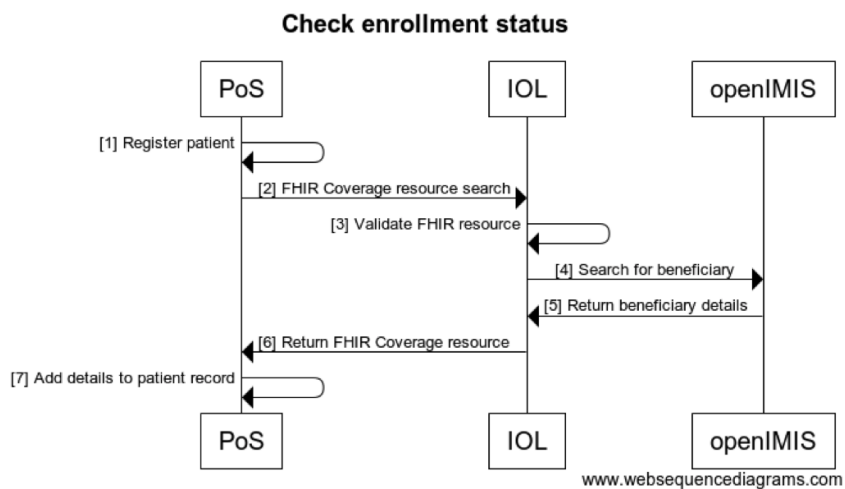 Check enrollment status
PoS
IOL
openIMIS
[1] Register patient
[2] FHIR Coverage resource search
[3] Validate FHIR resource
[4] Search for beneficiary
[5] Return beneficiary details
[6] Return FHIR Coverage resource
[7] Add details to patient record
PoS
IOL
openIMIS
www.websequencediagrams.com